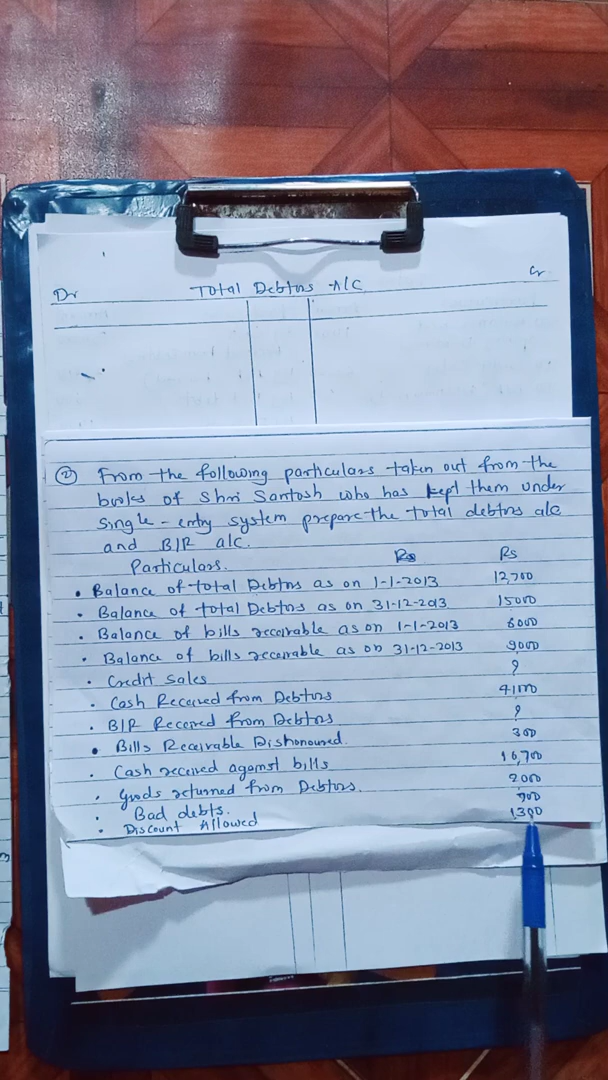 Dr Total Debtors A/C Cr
② From the following particulars taken out from the
books of Shri Santosh who has kept them under
single-entry system prepare the total debtors a/c
and B/R a/c.
Particulars. Rs Rs
• Balance of total Debtors as on 1-1-2013 12,700
• Balance of total Debtors as on 31-12-2013 15000
• Balance of bills receivable as on 1-1-2013
• Balance of bills receivable as on 31-12-2013 9000
• Credit sales ?
• Cash Received from Debtors
• B/R Received from Debtors ?
• Bills Receivable Dishonoured. 300
• Cash received against bills 16,700
• goods returned from Debtors. 2000
• Bad debts.
• Discount Allowed 1,300